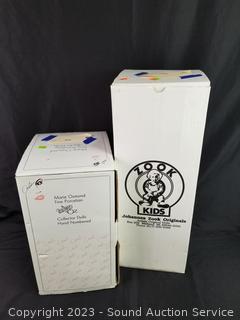 Marie Osmond
Fine Porcelain
Collector Dolls
Hand Numbered
ZOOK
KIDS
Johannes Zook Originals
Copyright 2023 - Sound Auction Service